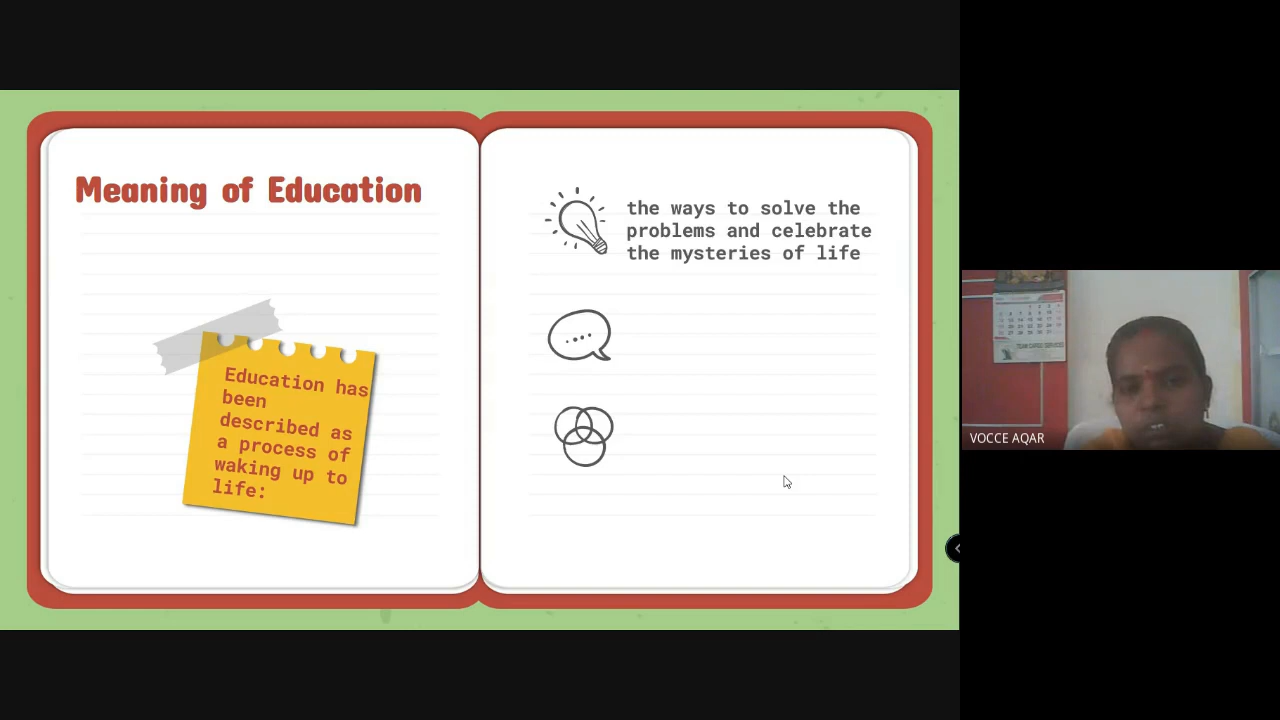 Meaning of Education
Education has
been
described as
a process of
waking up to
life:
the ways to solve the
problems and celebrate
the mysteries of life
VOCCE AQAR